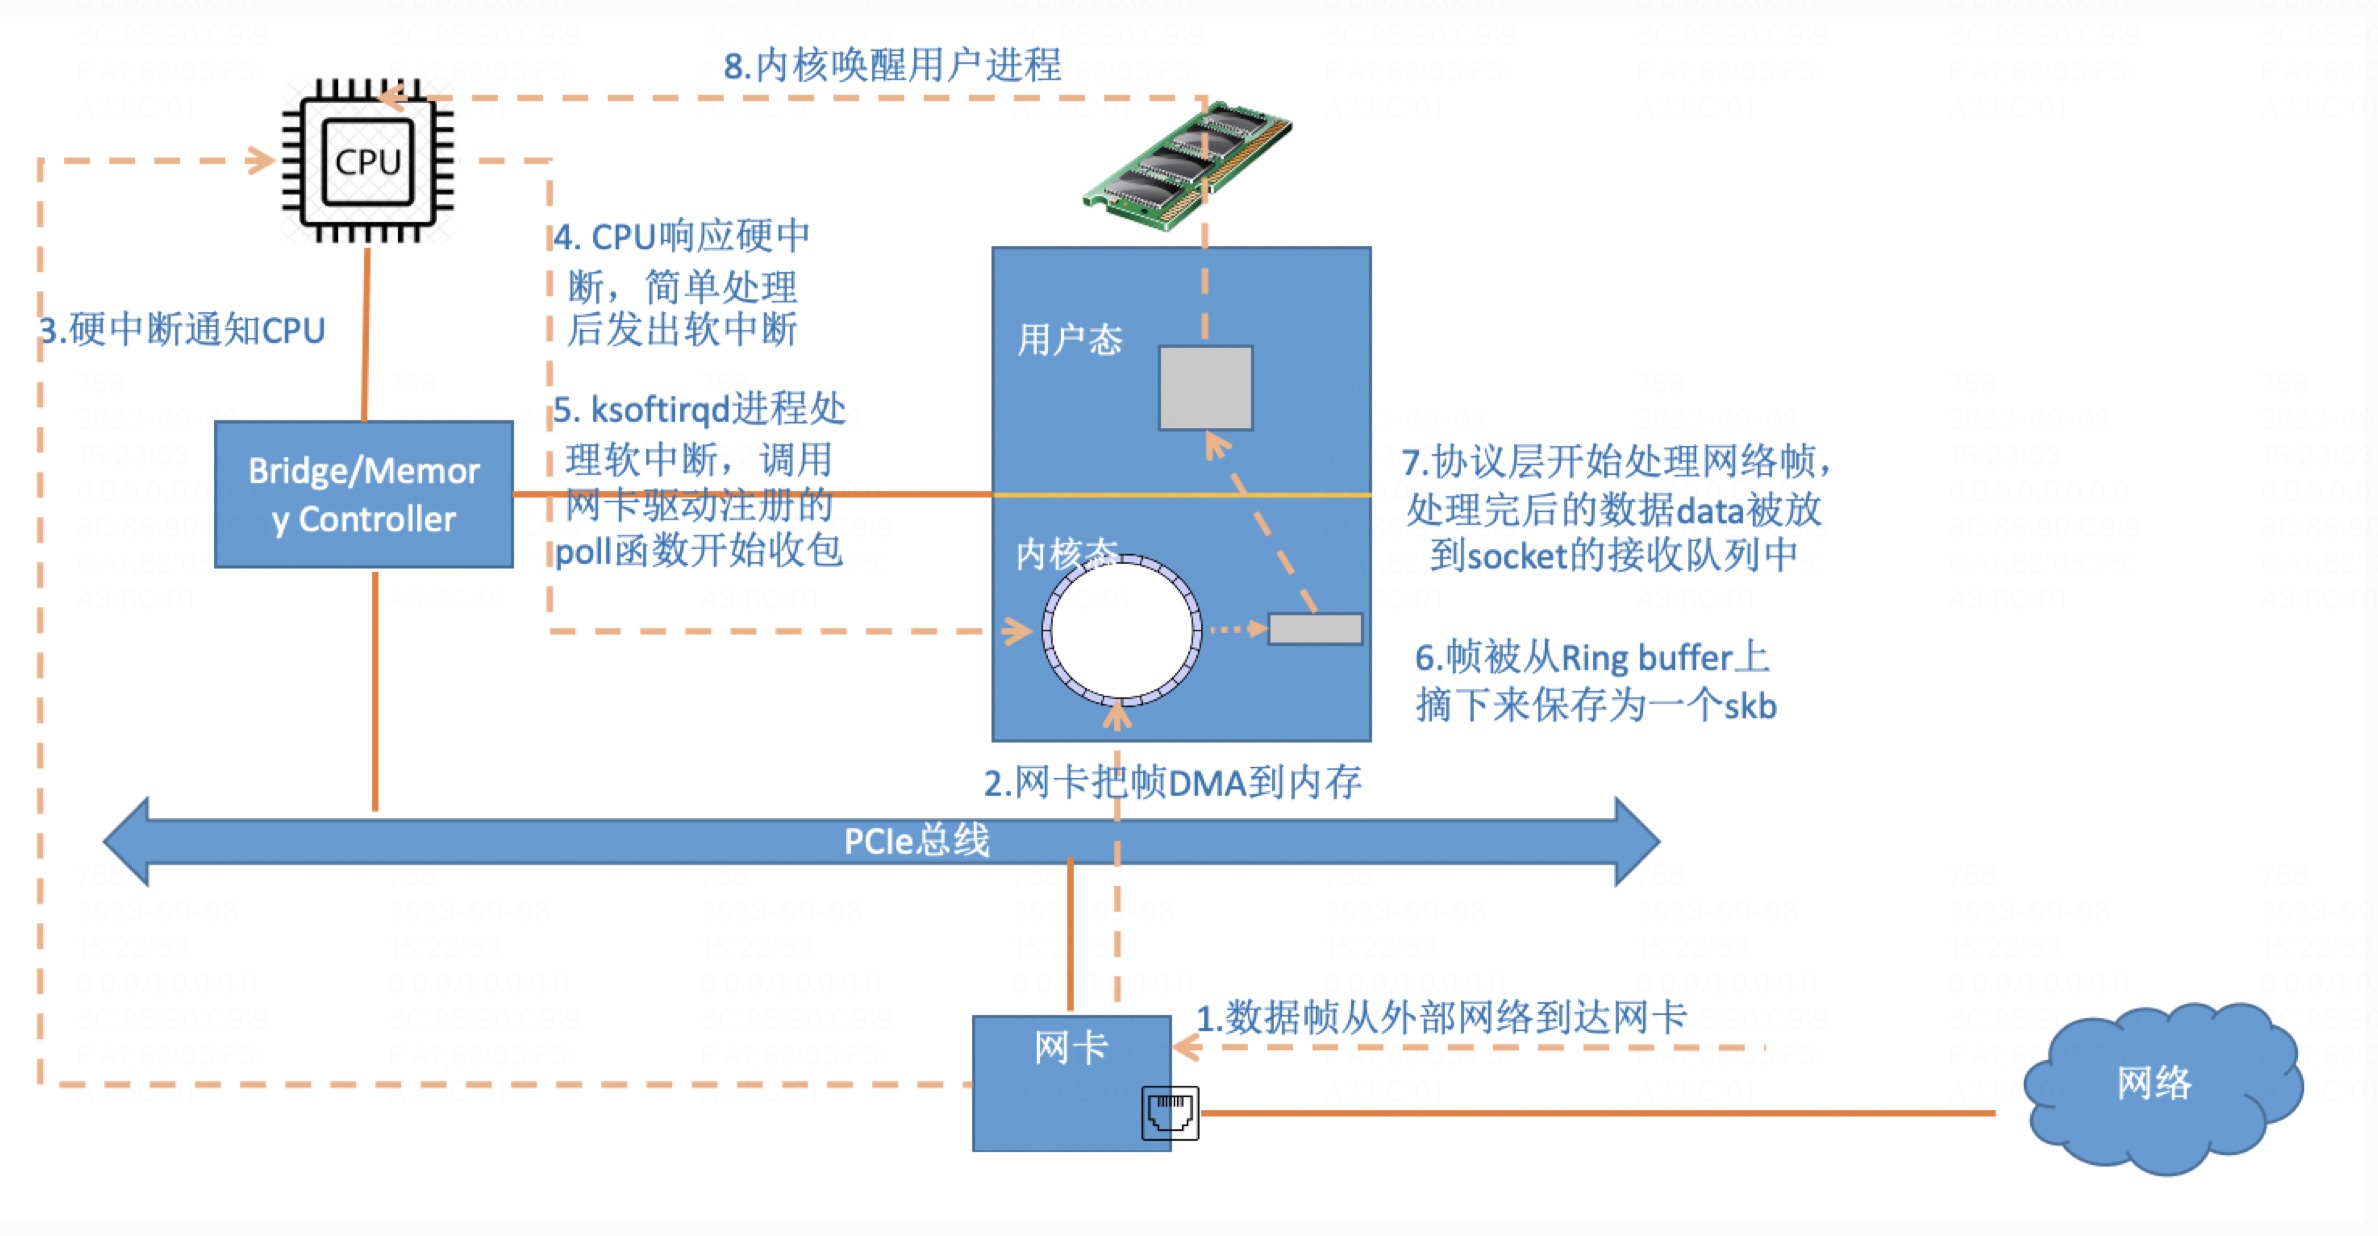 8.内核唤醒用户进程
CPU
4. CPU响应硬中
断，简单处理
后发出软中断
3.硬中断通知CPU
用户态
5. ksoftirqd进程处
理软中断，调用
网卡驱动注册的
poll函数开始收包
Bridge/Memor
y Controller
7.协议层开始处理网络帧，
处理完后的数据data被放
到socket的接收队列中
内核态
6.帧被从Ring buffer上
摘下来保存为一个skb
2.网卡把帧DMA到内存
PCIe总线
1.数据帧从外部网络到达网卡
网卡
网络